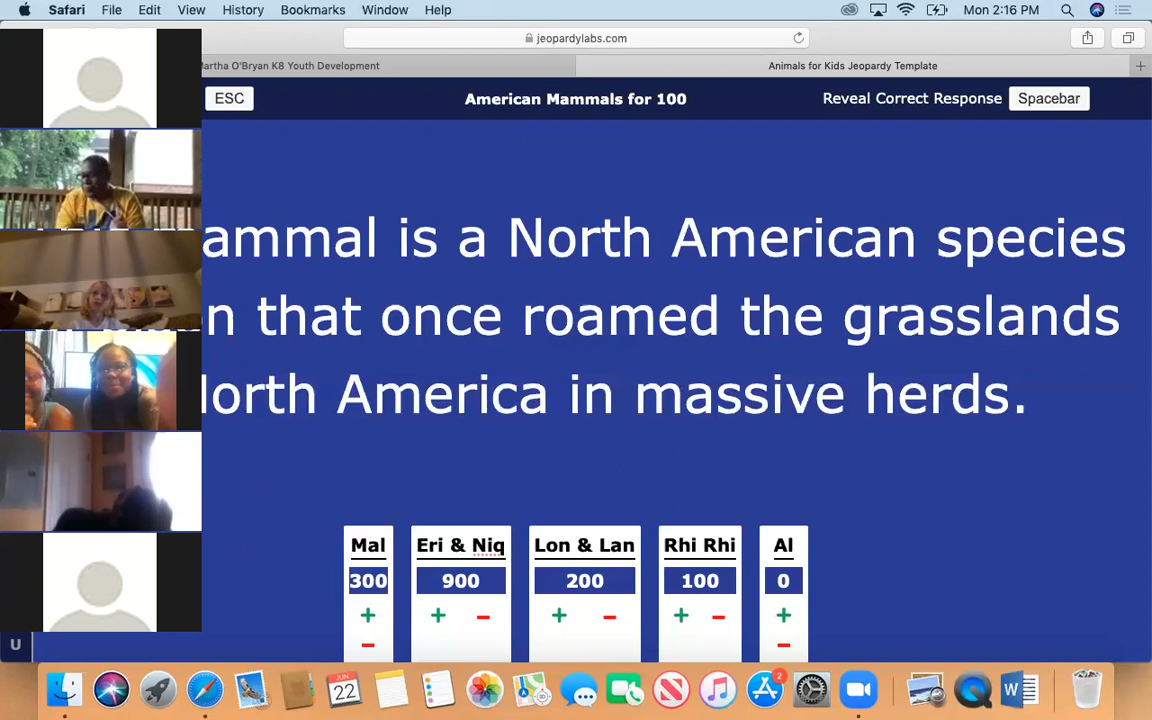 Safari File Edit View History Bookmarks Window Help Mon 2:16 PM
jeopardylabs.com
Martha O'Bryan K8 Youth Development Animals for Kids Jeopardy Template
ESC American Mammals for 100 Reveal Correct Response Spacebar
ammal is a North American species
n that once roamed the grasslands
North America in massive herds.
Mal Eri & Niq Lon & Lan Rhi Rhi Al
300 900 200 100 0
+ + − + − + − +
− −
U
22
2
W